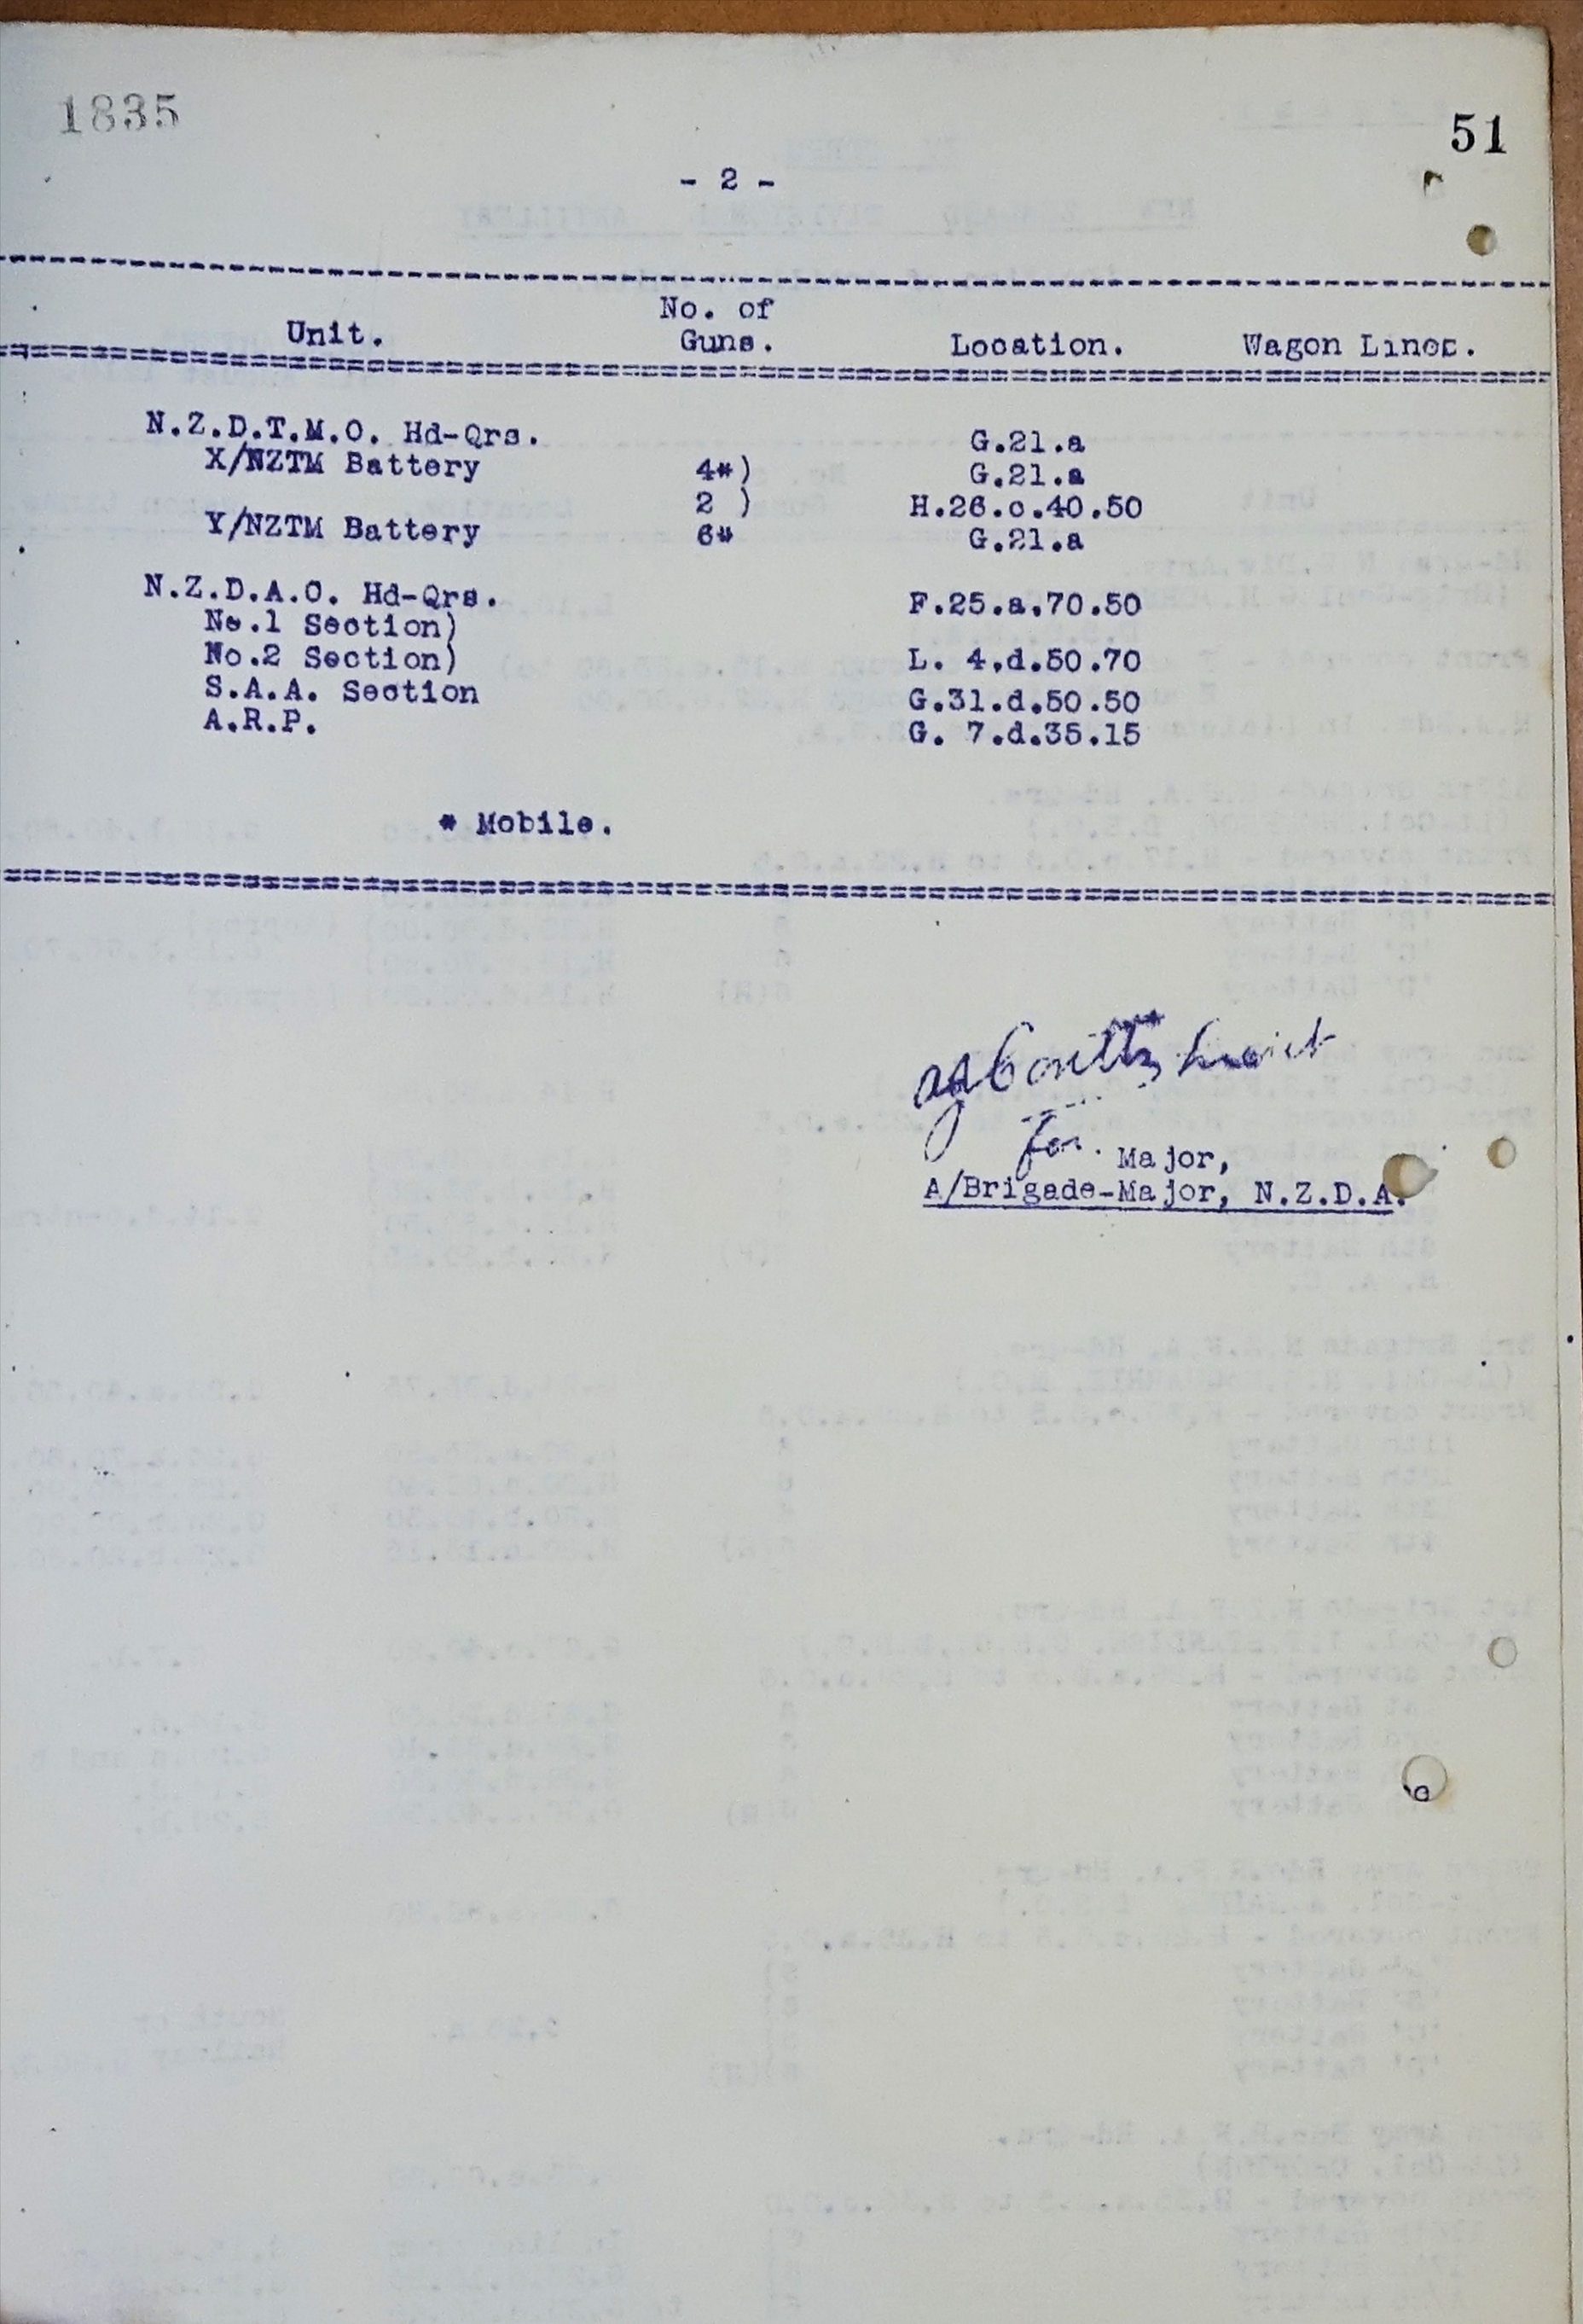 1835
51
- 2 -
Unit. No. of Guns. Location. Wagon Lines.
N.Z.D.T.M.O. Hd-Qrs. G.21.a
X/NZTM Battery 4*) G.21.a
2 ) H.26.c.40.50
Y/NZTM Battery 6* G.21.a
N.Z.D.A.C. Hd-Qrs. F.25.a.70.50
No.1 Section)
No.2 Section) L. 4.d.50.70
S.A.A. Section G.31.d.50.50
A.R.P. G. 7.d.35.15
* Mobile.
for Major,
A/Brigade-Major, N.Z.D.A.